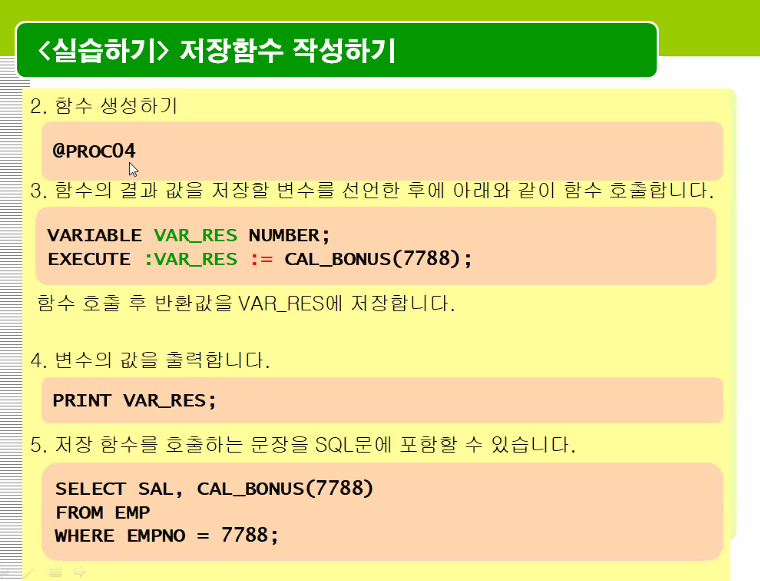 <실습하기> 저장함수 작성하기
2. 함수 생성하기
@PROC04
3. 함수의 결과 값을 저장할 변수를 선언한 후에 아래와 같이 함수 호출합니다.
VARIABLE VAR_RES NUMBER;
EXECUTE :VAR_RES := CAL_BONUS(7788);
함수 호출 후 반환값을 VAR_RES에 저장합니다.
4. 변수의 값을 출력합니다.
PRINT VAR_RES;
5. 저장 함수를 호출하는 문장을 SQL문에 포함할 수 있습니다.
SELECT SAL, CAL_BONUS(7788)
FROM EMP
WHERE EMPNO = 7788;